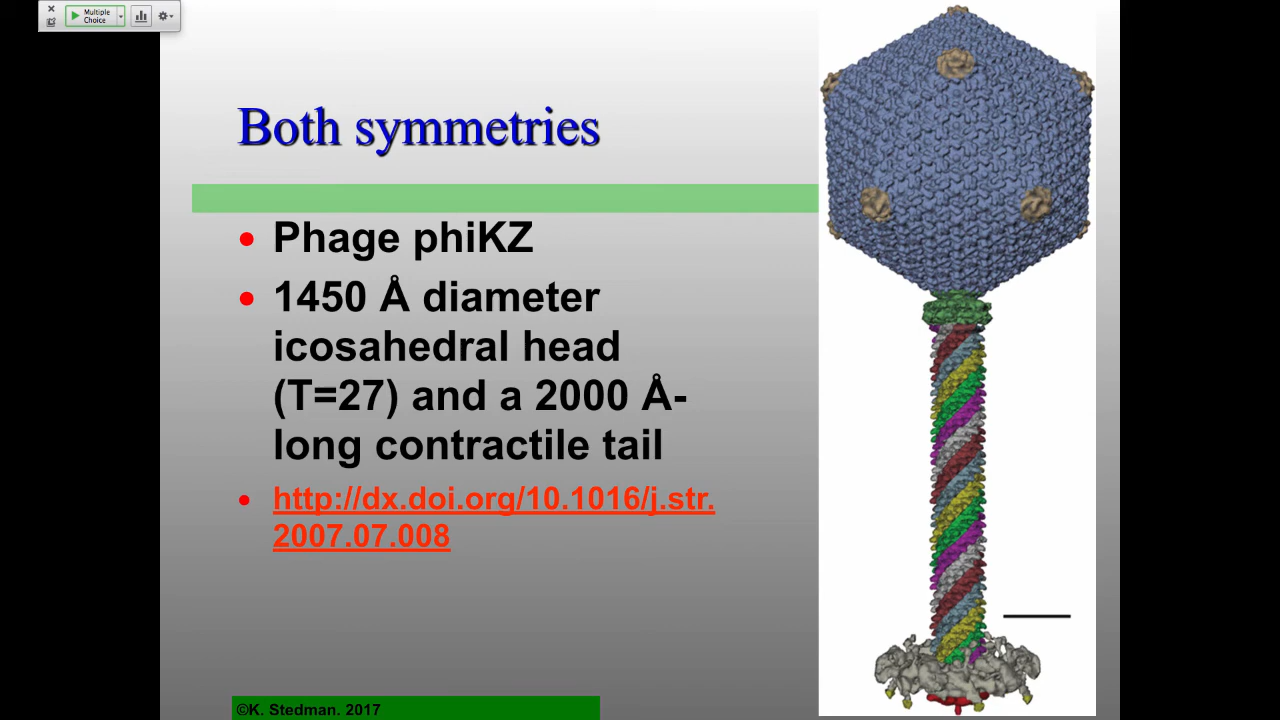 Multiple
Choice
Both symmetries
Phage phiKZ
1450 Å diameter
icosahedral head
(T=27) and a 2000 Å-
long contractile tail
http://dx.doi.org/10.1016/j.str.
2007.07.008
©K. Stedman. 2017